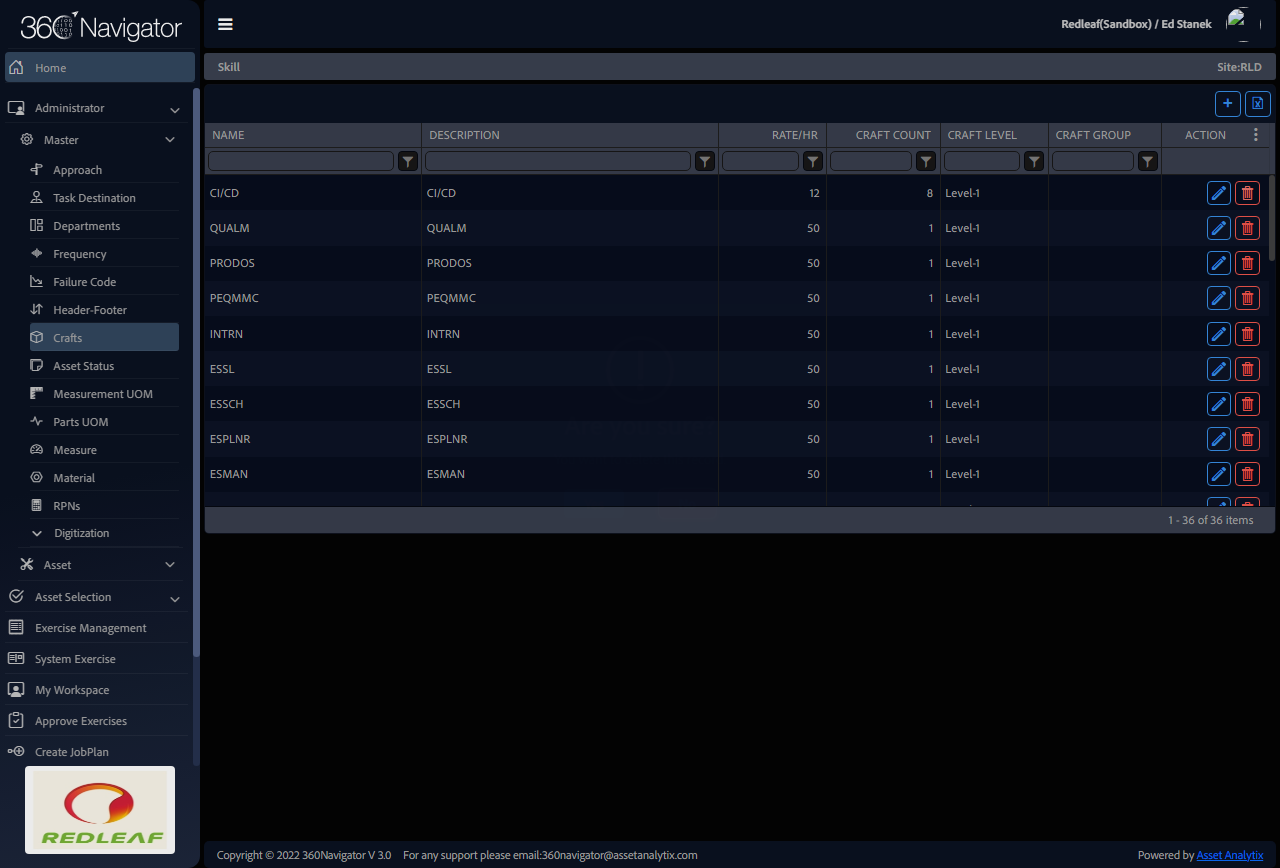 360 Navigator
Redleaf(Sandbox) / Ed Stanek
Home
Skill
Site:RLD
Administrator
Master
Approach
Task Destination
Departments
Frequency
Failure Code
Header-Footer
Crafts
Asset Status
Measurement UOM
Parts UOM
Measure
Material
RPNs
Digitization
Asset
Asset Selection
Exercise Management
System Exercise
My Workspace
Approve Exercises
Create JobPlan
REDLEAF
NAME DESCRIPTION RATE/HR CRAFT COUNT CRAFT LEVEL CRAFT GROUP ACTION
CI/CD CI/CD 12 8 Level-1
QUALM QUALM 50 1 Level-1
PRODOS PRODOS 50 1 Level-1
PEQMMC PEQMMC 50 1 Level-1
INTRN INTRN 50 1 Level-1
ESSL ESSL 50 1 Level-1
ESSCH ESSCH 50 1 Level-1
ESPLNR ESPLNR 50 1 Level-1
ESMAN ESMAN 50 1 Level-1
1 - 36 of 36 items
Copyright © 2022 360Navigator V 3.0 For any support please email:360navigator@assetanalytix.com
Powered by Asset Analytix